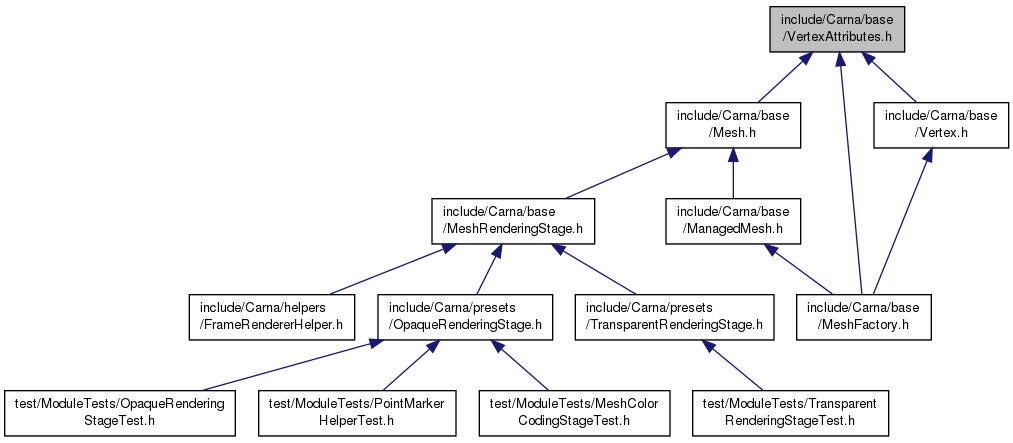 include/Carna/base
/VertexAttributes.h
include/Carna/base
/Mesh.h
include/Carna/base
/Vertex.h
include/Carna/base
/MeshRenderingStage.h
include/Carna/base
/ManagedMesh.h
include/Carna/helpers
/FrameRendererHelper.h
include/Carna/presets
/OpaqueRenderingStage.h
include/Carna/presets
/TransparentRenderingStage.h
include/Carna/base
/MeshFactory.h
test/ModuleTests/OpaqueRendering
StageTest.h
test/ModuleTests/PointMarker
HelperTest.h
test/ModuleTests/MeshColor
CodingStageTest.h
test/ModuleTests/Transparent
RenderingStageTest.h